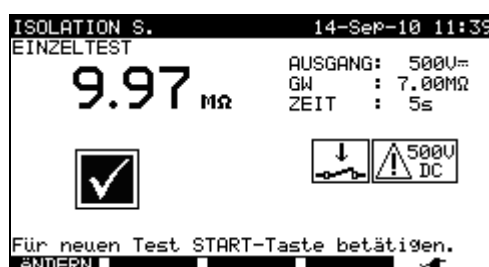 ISOLATION S. 14-Sep-10 11:39
EINZELTEST
9.97 MΩ
AUSGANG: 500V⎓
GW : 7.00MΩ
ZEIT : 5s
500V
DC
Für neuen Test START-Taste betätigen.
ÄNDERN